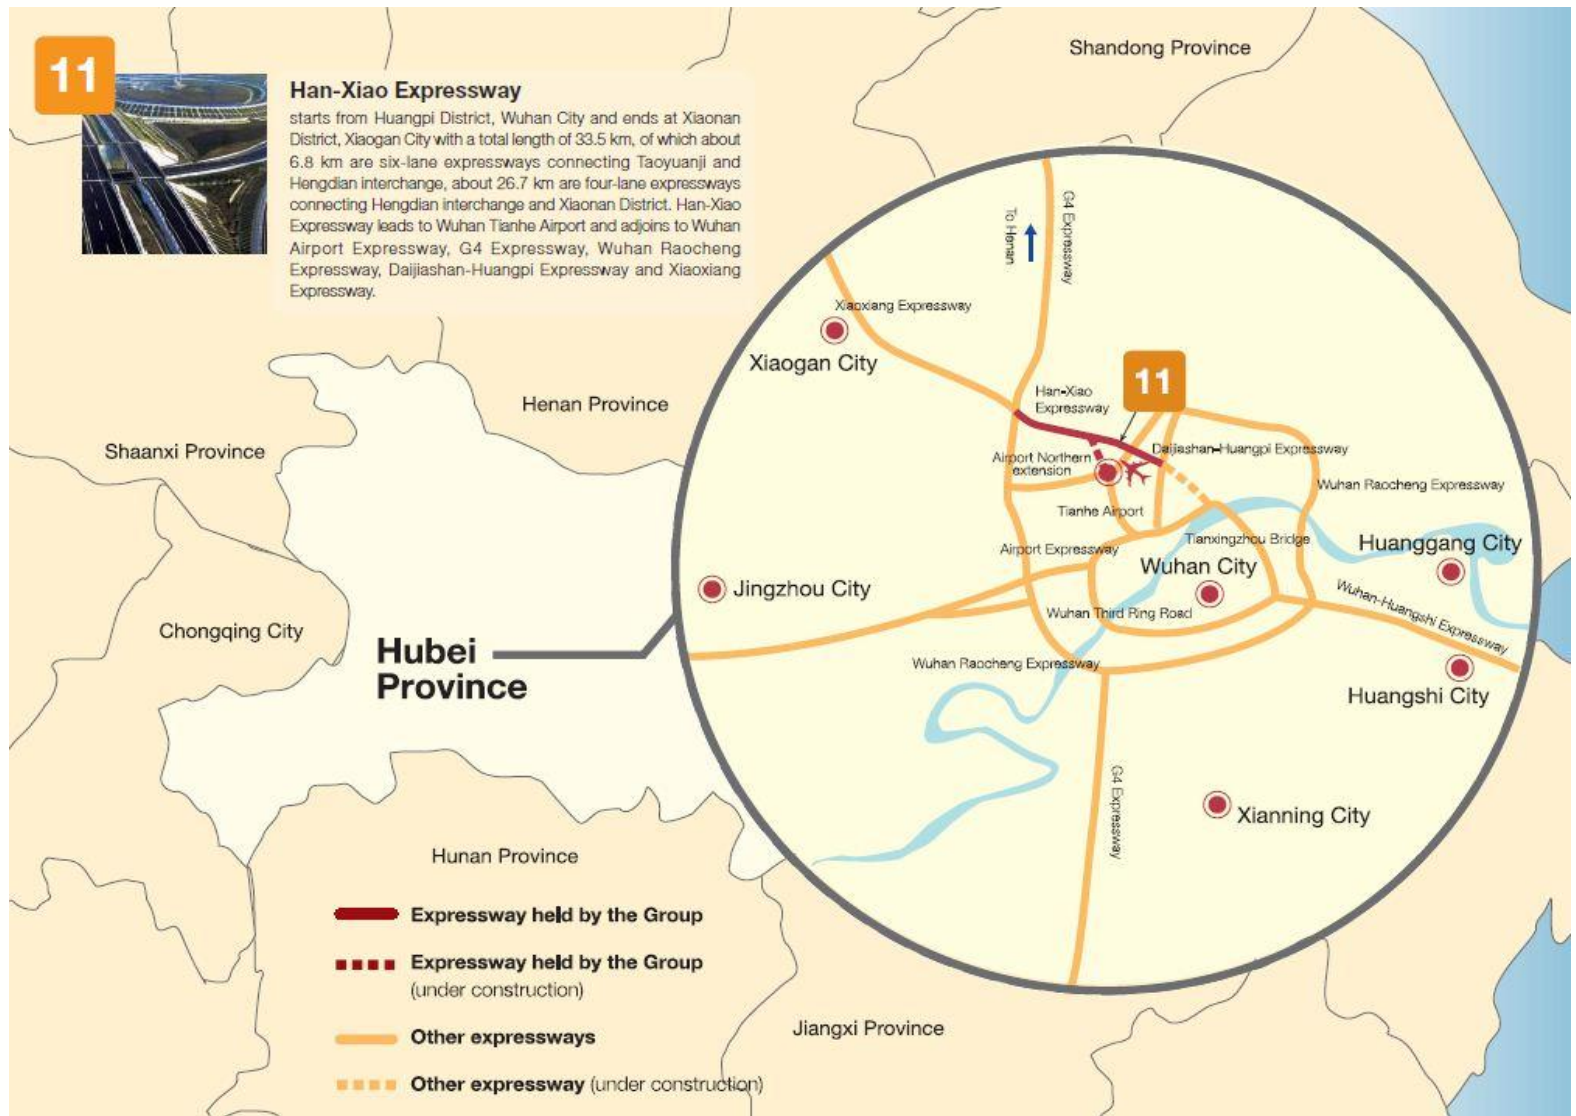 11
Han-Xiao Expressway
starts from Huangpi District, Wuhan City and ends at Xiaonan
District, Xiaogan City with a total length of 33.5 km, of which about
6.8 km are six-lane expressways connecting Taoyuanji and
Hengdian interchange, about 26.7 km are four-lane expressways
connecting Hengdian interchange and Xiaonan District. Han-Xiao
Expressway leads to Wuhan Tianhe Airport and adjoins to Wuhan
Airport Expressway, G4 Expressway, Wuhan Raocheng
Expressway, Daijiashan-Huangpi Expressway and Xiaoxiang
Expressway.
Shandong Province
G4 Expressway
To Henan
Xiaoxiang Expressway
Xiaogan City
Henan Province
Shaanxi Province
11
Han-Xiao
Expressway
Daijiashan-Huangpi Expressway
Airport Northern
extension
Wuhan Raocheng Expressway
Tianhe Airport
Tianxingzhou Bridge
Airport Expressway
Huanggang City
Wuhan City
Jingzhou City
Wuhan-Huangshi Expressway
Wuhan Third Ring Road
Chongqing City
Hubei
Province
Wuhan Raocheng Expressway
Huangshi City
G4 Expressway
Xianning City
Hunan Province
Expressway held by the Group
Expressway held by the Group
(under construction)
Jiangxi Province
Other expressways
Other expressway (under construction)